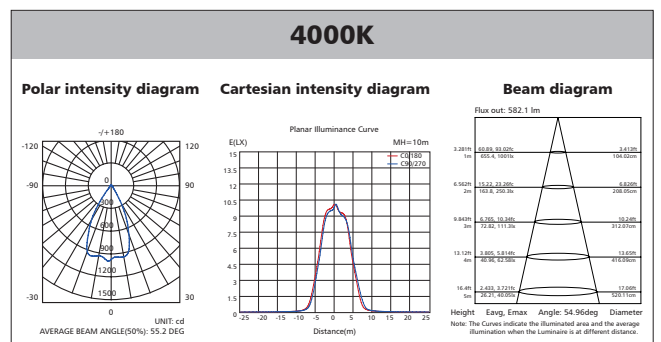 4000K
Polar intensity diagram
-/+180
-120
120
-90
90
-30
30
0
300
600
900
1200
1500
0
UNIT: cd
AVERAGE BEAM ANGLE(50%): 55.2 DEG
Cartesian intensity diagram
Planar Illuminance Curve
E(LX)
MH=10m
C0/180
C90/270
15
13.5
12
10.5
9
7.5
6
4.5
3
1.5
0
-25 -20 -15 -10 -5 0 5 10 15 20 25
Distance(m)
Beam diagram
Flux out: 582.1 lm
3.281ft 60.89, 93.02fc 3.413ft
1m 655.4, 1001lx 104.02cm
6.562ft 15.22, 23.26fc 6.826ft
2m 163.8, 250.3lx 208.05cm
9.843ft 6.765, 10.34fc 10.24ft
3m 72.82, 111.3lx 312.07cm
13.12ft 3.805, 5.814fc 13.65ft
4m 40.96, 62.58lx 416.09cm
16.4ft 2.433, 3.721fc 17.06ft
5m 26.21, 40.05lx 520.11cm
Height Eavg, Emax Angle: 54.96deg Diameter
Note: The Curves indicate the illuminated area and the average
illumination when the Luminaire is at different distance.